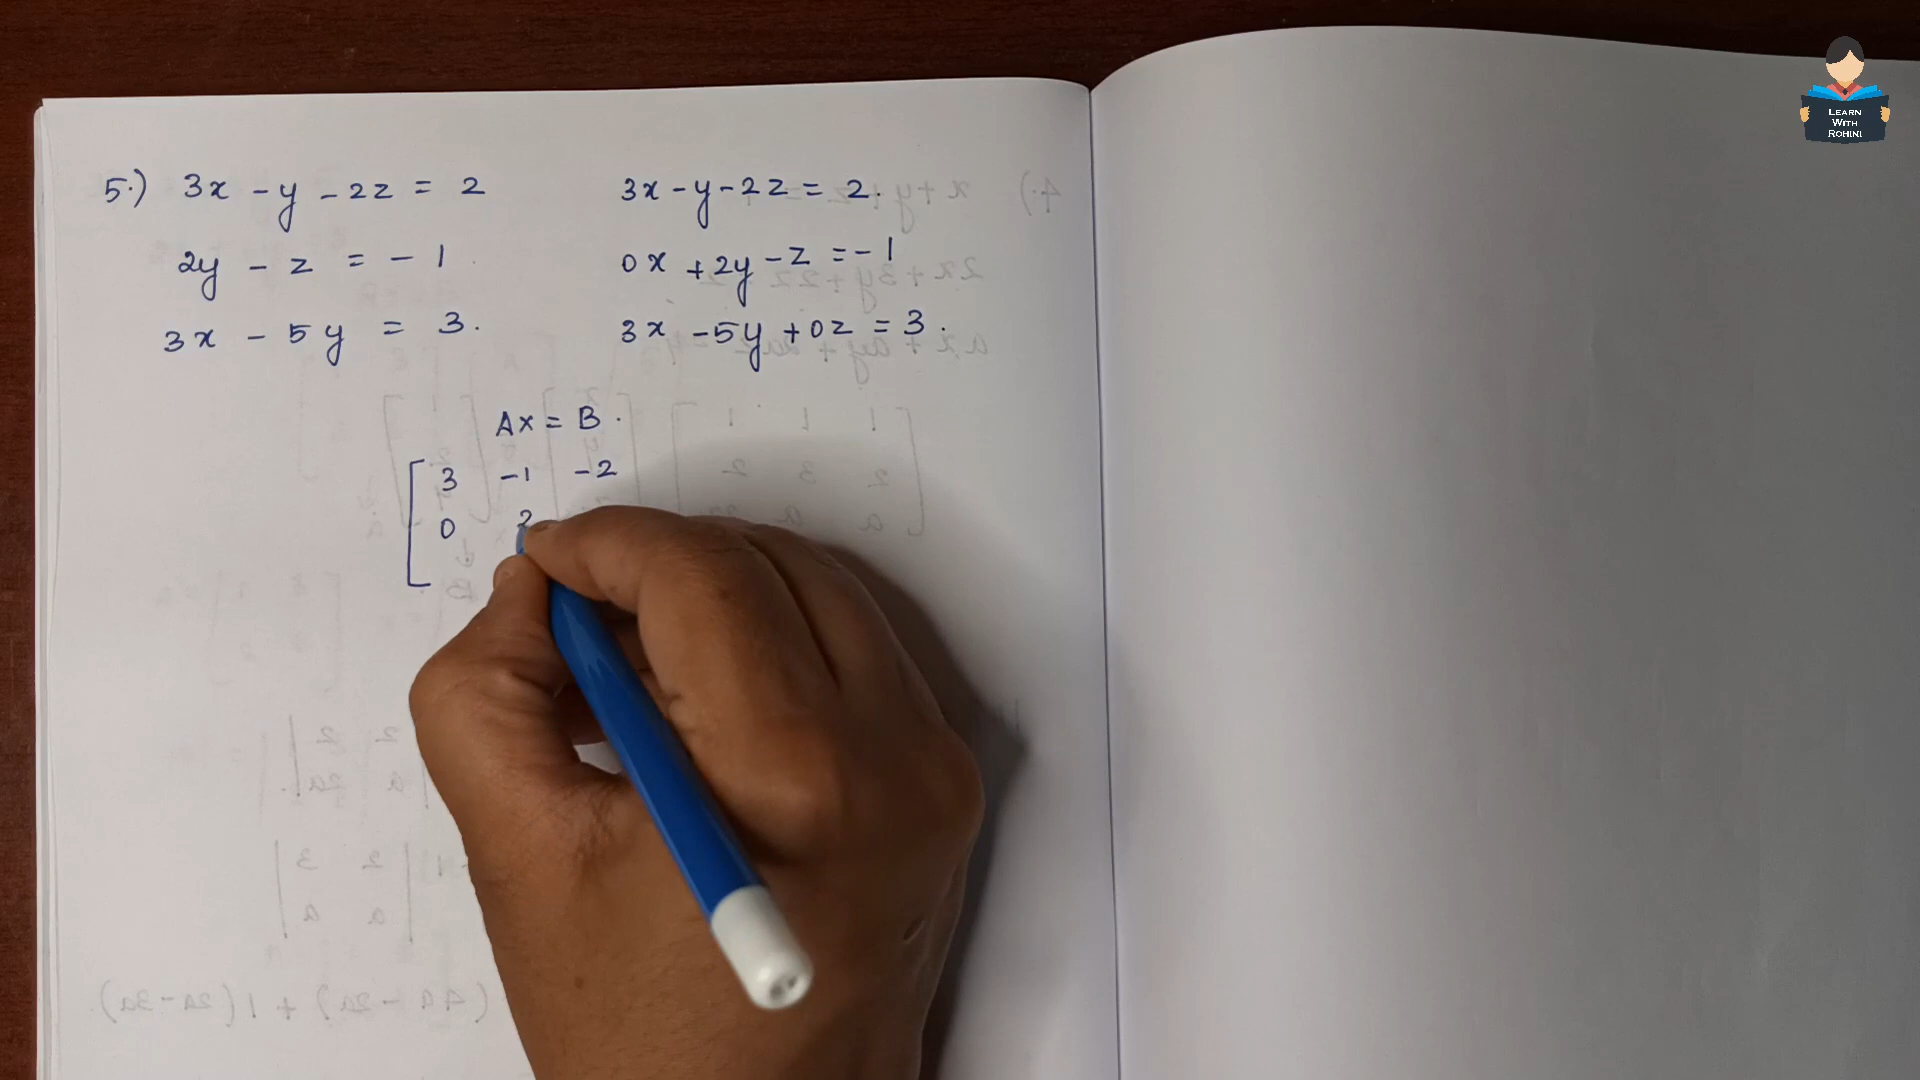 5.) 3x - y - 2z = 2
2y - z = - 1
3x - 5y = 3.
3x - y - 2z = 2.
0x + 2y - z = - 1
3x - 5y + 0z = 3.
Ax = B.
3 -1 -2
0 2
LEARN
WITH
ROHINI